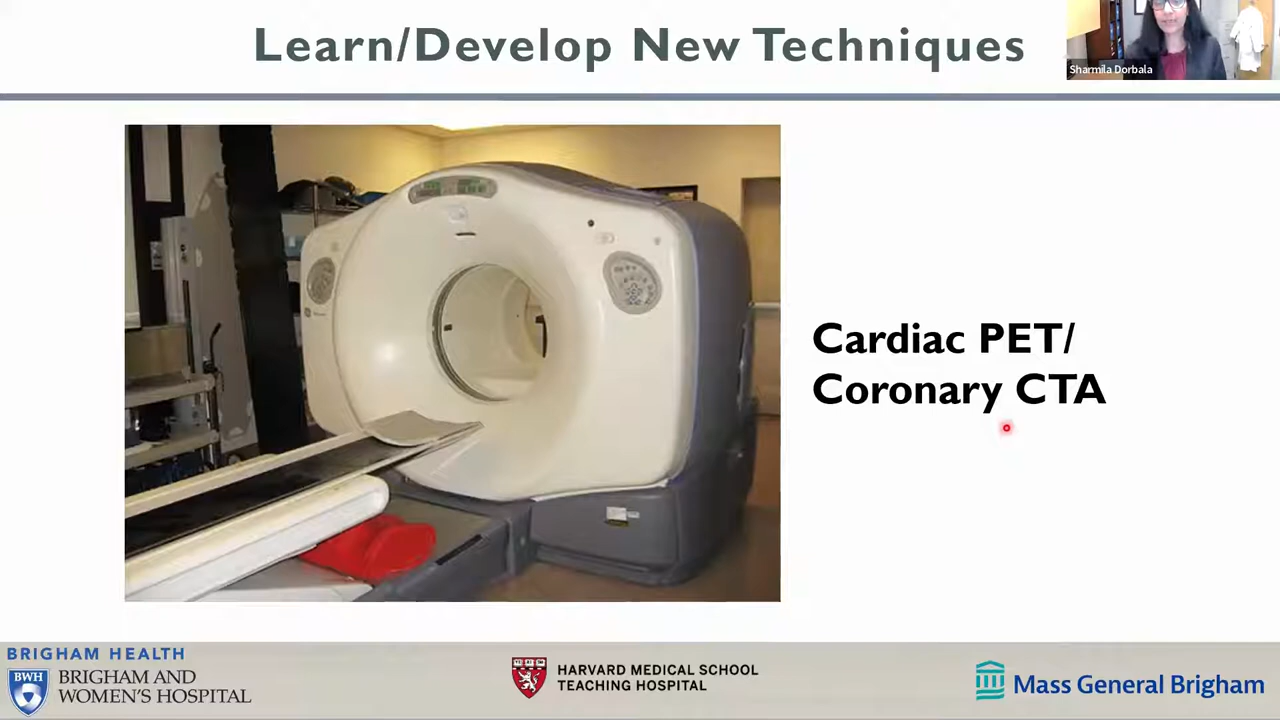 Learn/Develop New Techniques
Sharmila Dorbala
Cardiac PET/
Coronary CTA
BRIGHAM HEALTH
BWH
BRIGHAM AND
WOMEN'S HOSPITAL
HARVARD MEDICAL SCHOOL
TEACHING HOSPITAL
Mass General Brigham